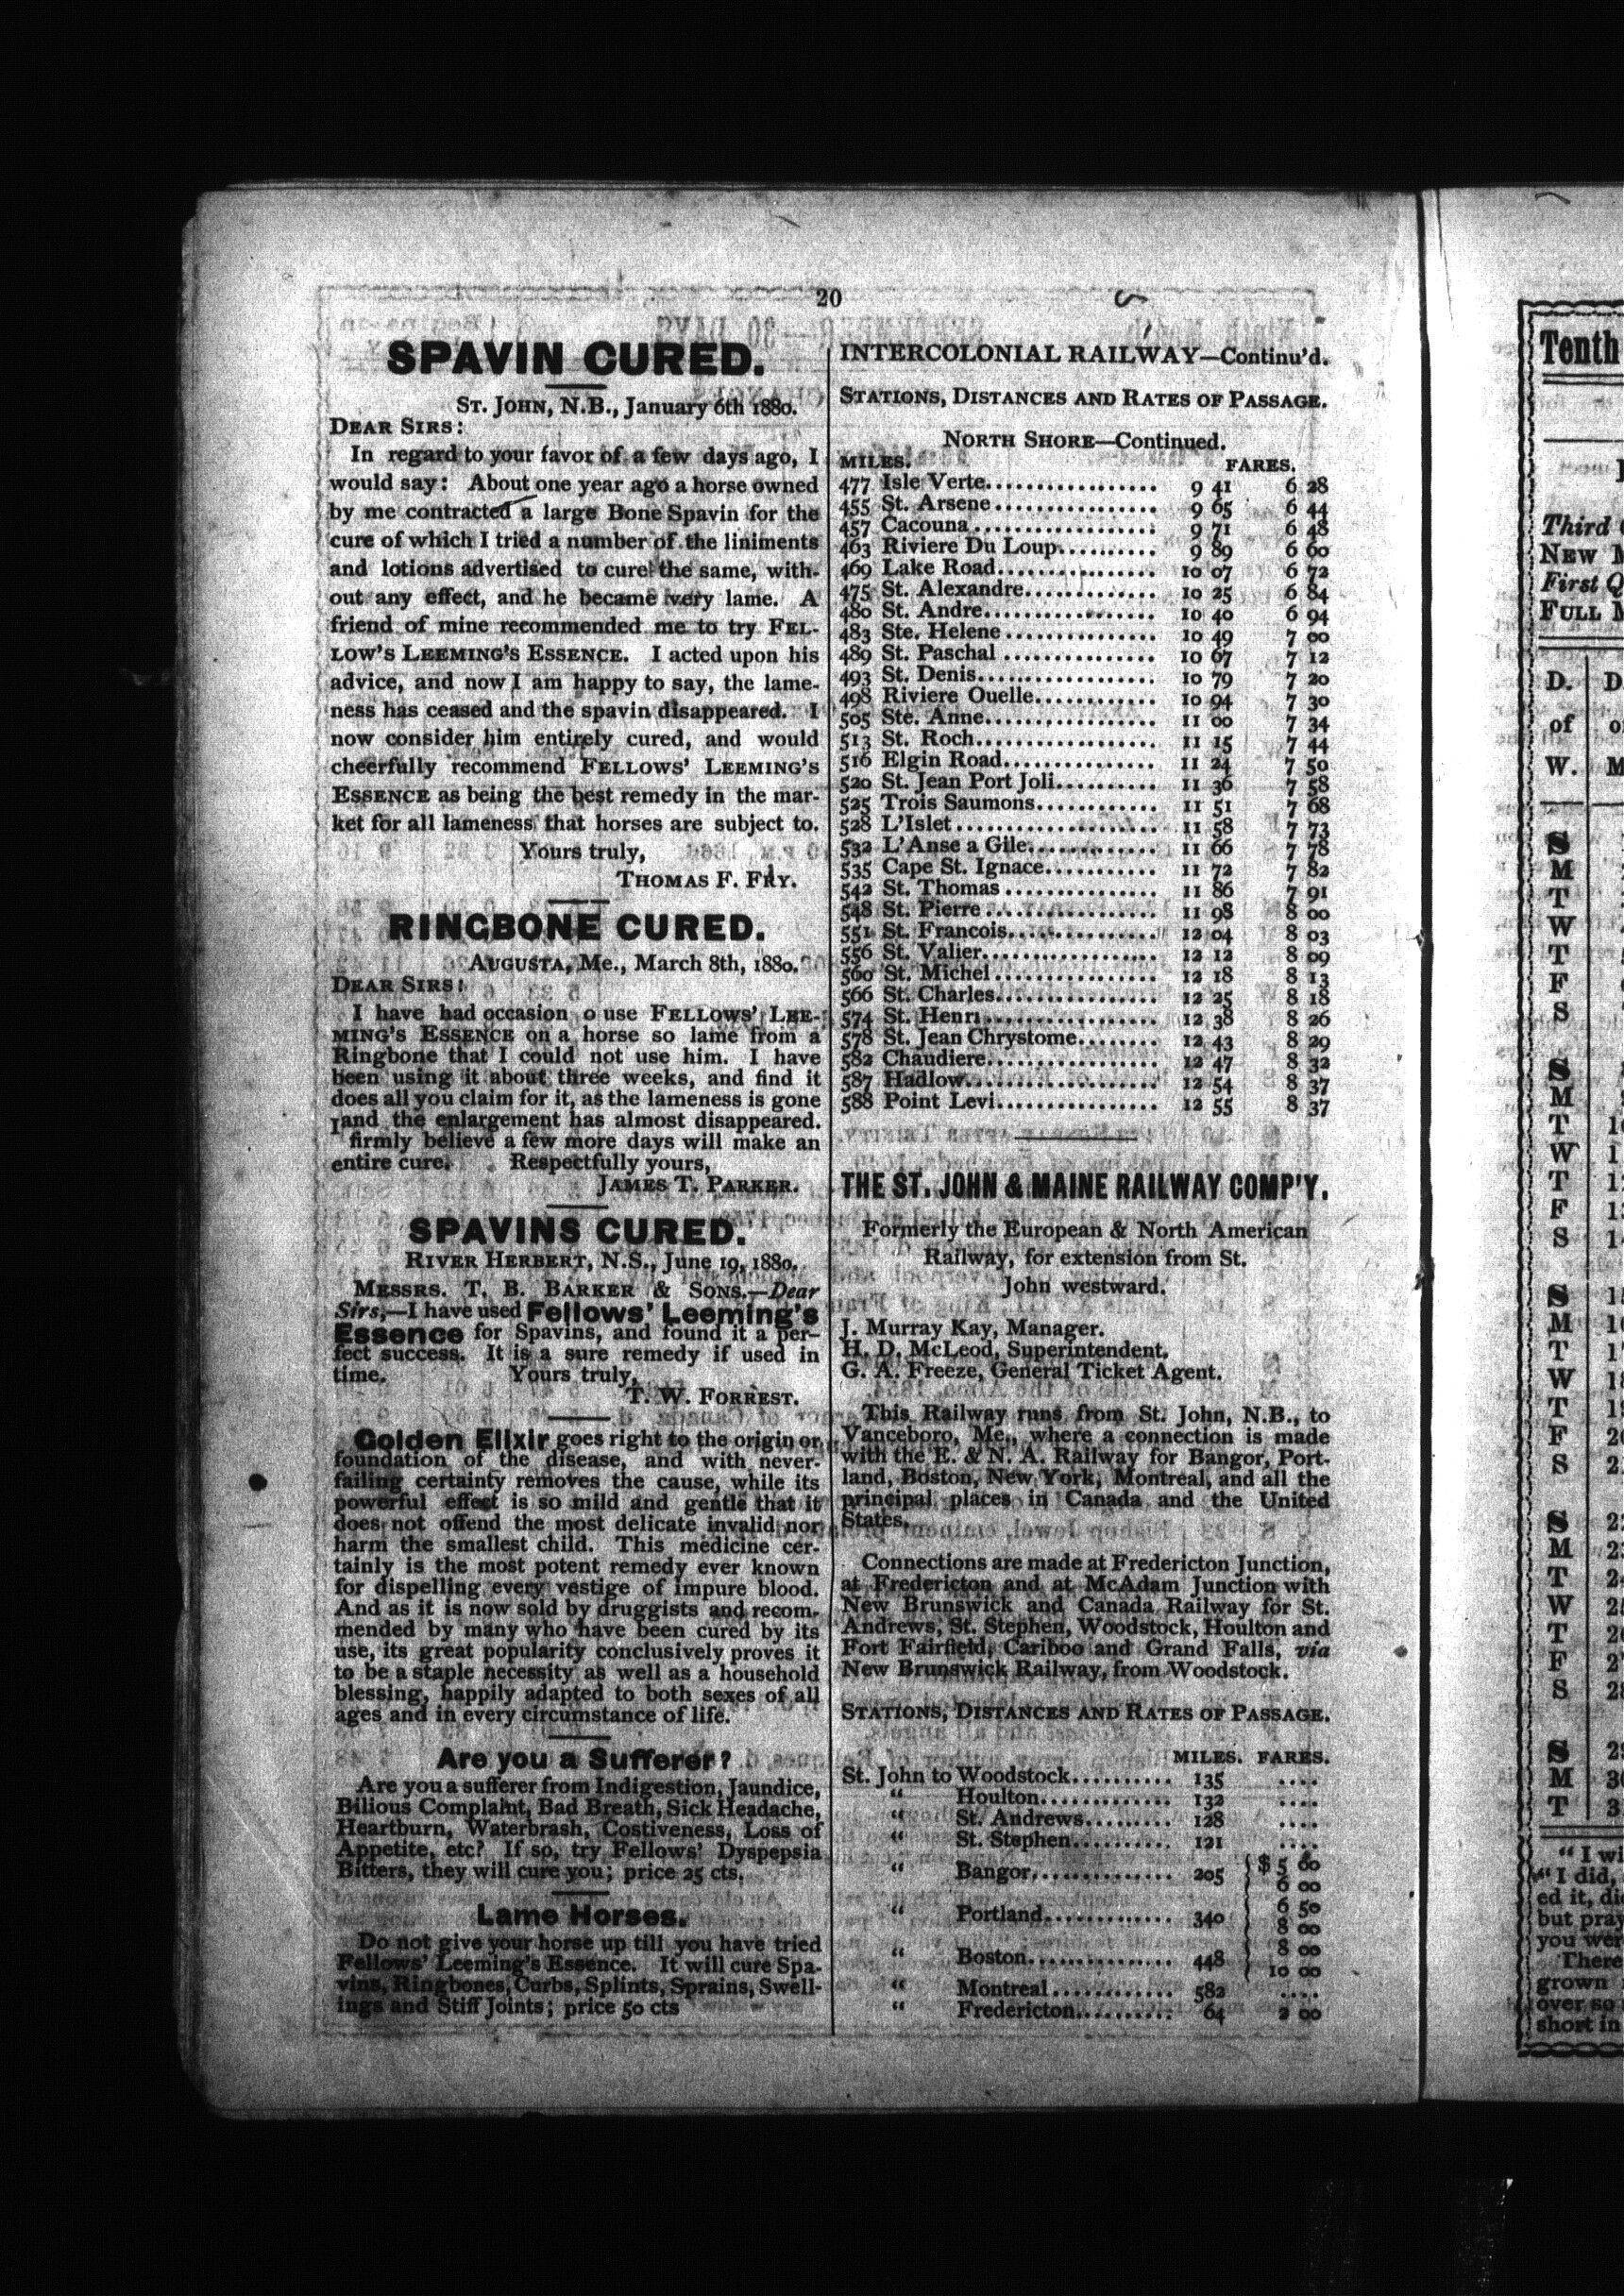 20
SPAVIN CURED.
ST. JOHN, N.B., January 6th 1880.
DEAR SIRS:
In regard to your favor of a few days ago, I
would say: About one year ago a horse owned
by me contracted a large Bone Spavin for the
cure of which I tried a number of the liniments
and lotions advertised to cure the same, with-
out any effect, and he became very lame. A
friend of mine recommended me to try FEL-
LOW'S LEEMING'S ESSENCE. I acted upon his
advice, and now I am happy to say, the lame-
ness has ceased and the spavin disappeared. I
now consider him entirely cured, and would
cheerfully recommend FELLOWS' LEEMING'S
ESSENCE as being the best remedy in the mar-
ket for all lameness that horses are subject to.
Yours truly,
THOMAS F. FRY.
RINGBONE CURED.
AUGUSTA, Me., March 8th, 1880.
DEAR SIRS:
I have had occasion o use FELLOWS' LEE-
MING'S ESSENCE on a horse so lame from a
Ringbone that I could not use him. I have
been using it about three weeks, and find it
does all you claim for it, as the lameness is gone
and the enlargement has almost disappeared.
I firmly believe a few more days will make an
entire cure. Respectfully yours,
JAMES T. PARKER.
SPAVINS CURED.
RIVER HERBERT, N.S., June 19, 1880.
MESSRS. T. B. BARKER & SONS.—Dear
Sirs,—I have used Fellows' Leeming's
Essence for Spavins, and found it a per-
fect success. It is a sure remedy if used in
time. Yours truly,
T. W. FORREST.
Golden Elixir goes right to the origin or
foundation of the disease, and with never-
failing certainty removes the cause, while its
powerful effect is so mild and gentle that it
does not offend the most delicate invalid nor
harm the smallest child. This medicine cer-
tainly is the most potent remedy ever known
for dispelling every vestige of impure blood.
And as it is now sold by druggists and recom-
mended by many who have been cured by its
use, its great popularity conclusively proves it
to be a staple necessity as well as a household
blessing, happily adapted to both sexes of all
ages and in every circumstance of life.
Are you a Sufferer?
Are you a sufferer from Indigestion, Jaundice,
Bilious Complaint, Bad Breath, Sick Headache,
Heartburn, Waterbrash, Costiveness, Loss of
Appetite, etc? If so, try Fellows' Dyspepsia
Bitters, they will cure you; price 25 cts.
Lame Horses.
Do not give your horse up till you have tried
Fellows' Leeming's Essence. It will cure Spa-
vins, Ringbones, Curbs, Splints, Sprains, Swell-
ings and Stiff Joints; price 50 cts
INTERCOLONIAL RAILWAY—Continu'd.
STATIONS, DISTANCES AND RATES OF PASSAGE.
NORTH SHORE—Continued.
MILES. FARES.
477 Isle Verte................ 9 41 6 28
455 St. Arsene................ 9 65 6 44
457 Cacouna................ 9 71 6 48
463 Riviere Du Loup.......... 9 89 6 60
469 Lake Road................ 10 07 6 72
475 St. Alexandre............. 10 25 6 84
480 St. Andre................ 10 40 6 94
483 Ste. Helene............... 10 49 7 00
489 St. Paschal............... 10 67 7 12
493 St. Denis................. 10 79 7 20
498 Riviere Ouelle............ 10 94 7 30
505 Ste. Anne................ 11 00 7 34
513 St. Roch................. 11 15 7 44
516 Elgin Road............... 11 24 7 50
520 St. Jean Port Joli.......... 11 36 7 58
525 Trois Saumons............ 11 51 7 68
528 L'Islet................... 11 58 7 73
532 L'Anse a Gile............. 11 66 7 78
535 Cape St. Ignace........... 11 72 7 82
542 St. Thomas............... 11 86 7 91
548 St. Pierre................. 11 98 8 00
551 St. Francois............... 12 04 8 03
556 St. Valier................. 12 12 8 09
560 St. Michel................ 12 18 8 13
566 St. Charles................ 12 25 8 18
574 St. Henri................. 12 38 8 26
578 St. Jean Chrystome........ 12 43 8 29
582 Chaudiere................ 12 47 8 32
587 Hadlow.................. 12 54 8 37
588 Point Levi................ 12 55 8 37
THE ST. JOHN & MAINE RAILWAY COMP'Y.
Formerly the European & North American
Railway, for extension from St.
John westward.
J. Murray Kay, Manager.
H. D. McLeod, Superintendent.
G. A. Freeze, General Ticket Agent.
This Railway runs from St. John, N.B., to
Vanceboro, Me., where a connection is made
with the E. & N. A. Railway for Bangor, Port-
land, Boston, New York, Montreal, and all the
principal places in Canada and the United
States.
Connections are made at Fredericton Junction,
at Fredericton and at McAdam Junction with
New Brunswick and Canada Railway for St.
Andrews, St. Stephen, Woodstock, Houlton and
Fort Fairfield, Cariboo and Grand Falls, via
New Brunswick Railway, from Woodstock.
STATIONS, DISTANCES AND RATES OF PASSAGE.
MILES. FARES.
St. John to Woodstock.......... 135 ....
" Houlton............ 132 ....
" St. Andrews......... 128 ....
" St. Stephen.......... 121 ....
" Bangor............. 205 { $5 60
{ 6 00
" Portland............ 340 { 6 50
{ 8 00
" Boston............. 448 { 8 00
{ 10 00
" Montreal........... 582 ....
" Fredericton......... 64 2 00
Tenth
Third
NEW
First Q
FULL
D.
of
W.
S
M
T
W
T
F
S
S
M
T
W
T
F
S
S
M
T
W
T
F
S
S
M
T
W
T
F
S
S
M
T
" I wi
" I did,
ed it, di
but pray
you wer
There
grown
over so
short in